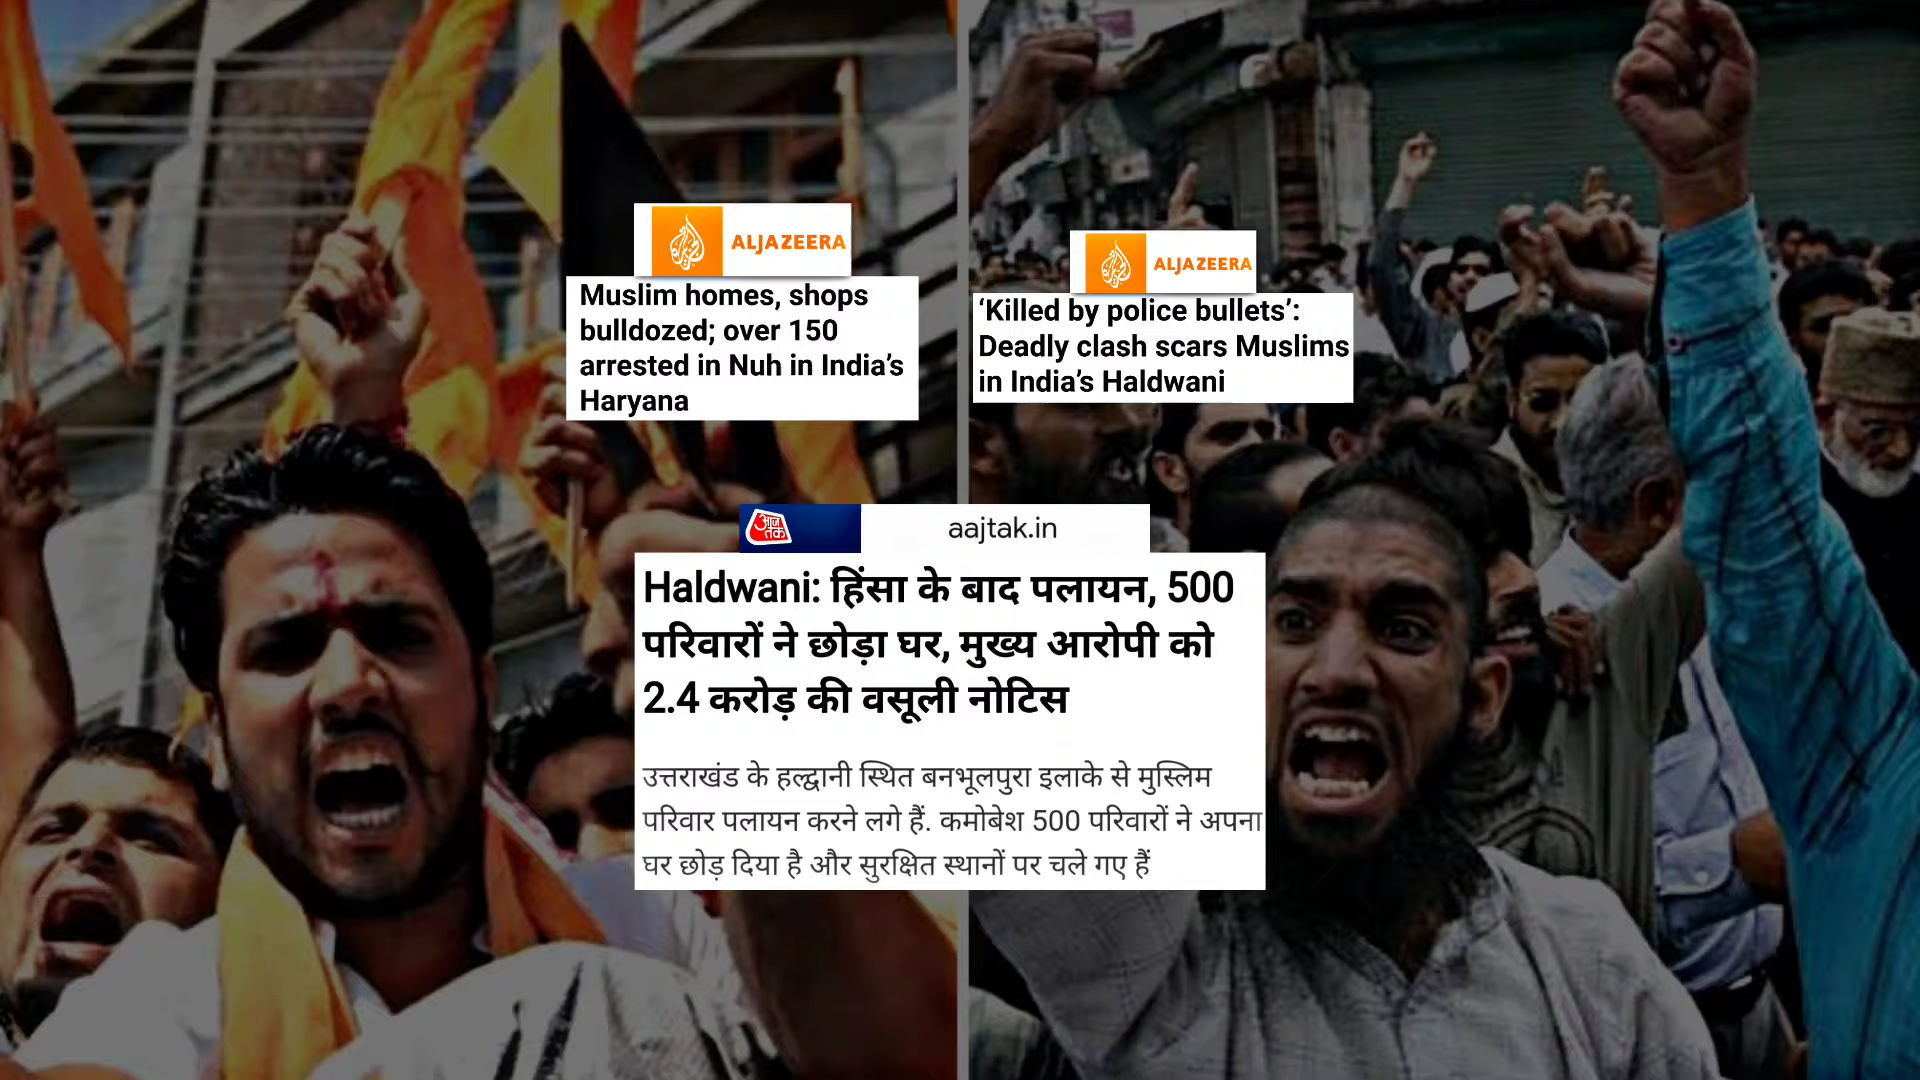 ALJAZEERA
Muslim homes, shops
bulldozed; over 150
arrested in Nuh in India’s
Haryana
ALJAZEERA
‘Killed by police bullets’:
Deadly clash scars Muslims
in India’s Haldwani
आज तक
aajtak.in
Haldwani: हिंसा के बाद पलायन, 500
परिवारों ने छोड़ा घर, मुख्य आरोपी को
2.4 करोड़ की वसूली नोटिस
उत्तराखंड के हल्द्वानी स्थित बनभूलपुरा इलाके से मुस्लिम
परिवार पलायन करने लगे हैं. कमोबेश 500 परिवारों ने अपना
घर छोड़ दिया है और सुरक्षित स्थानों पर चले गए हैं